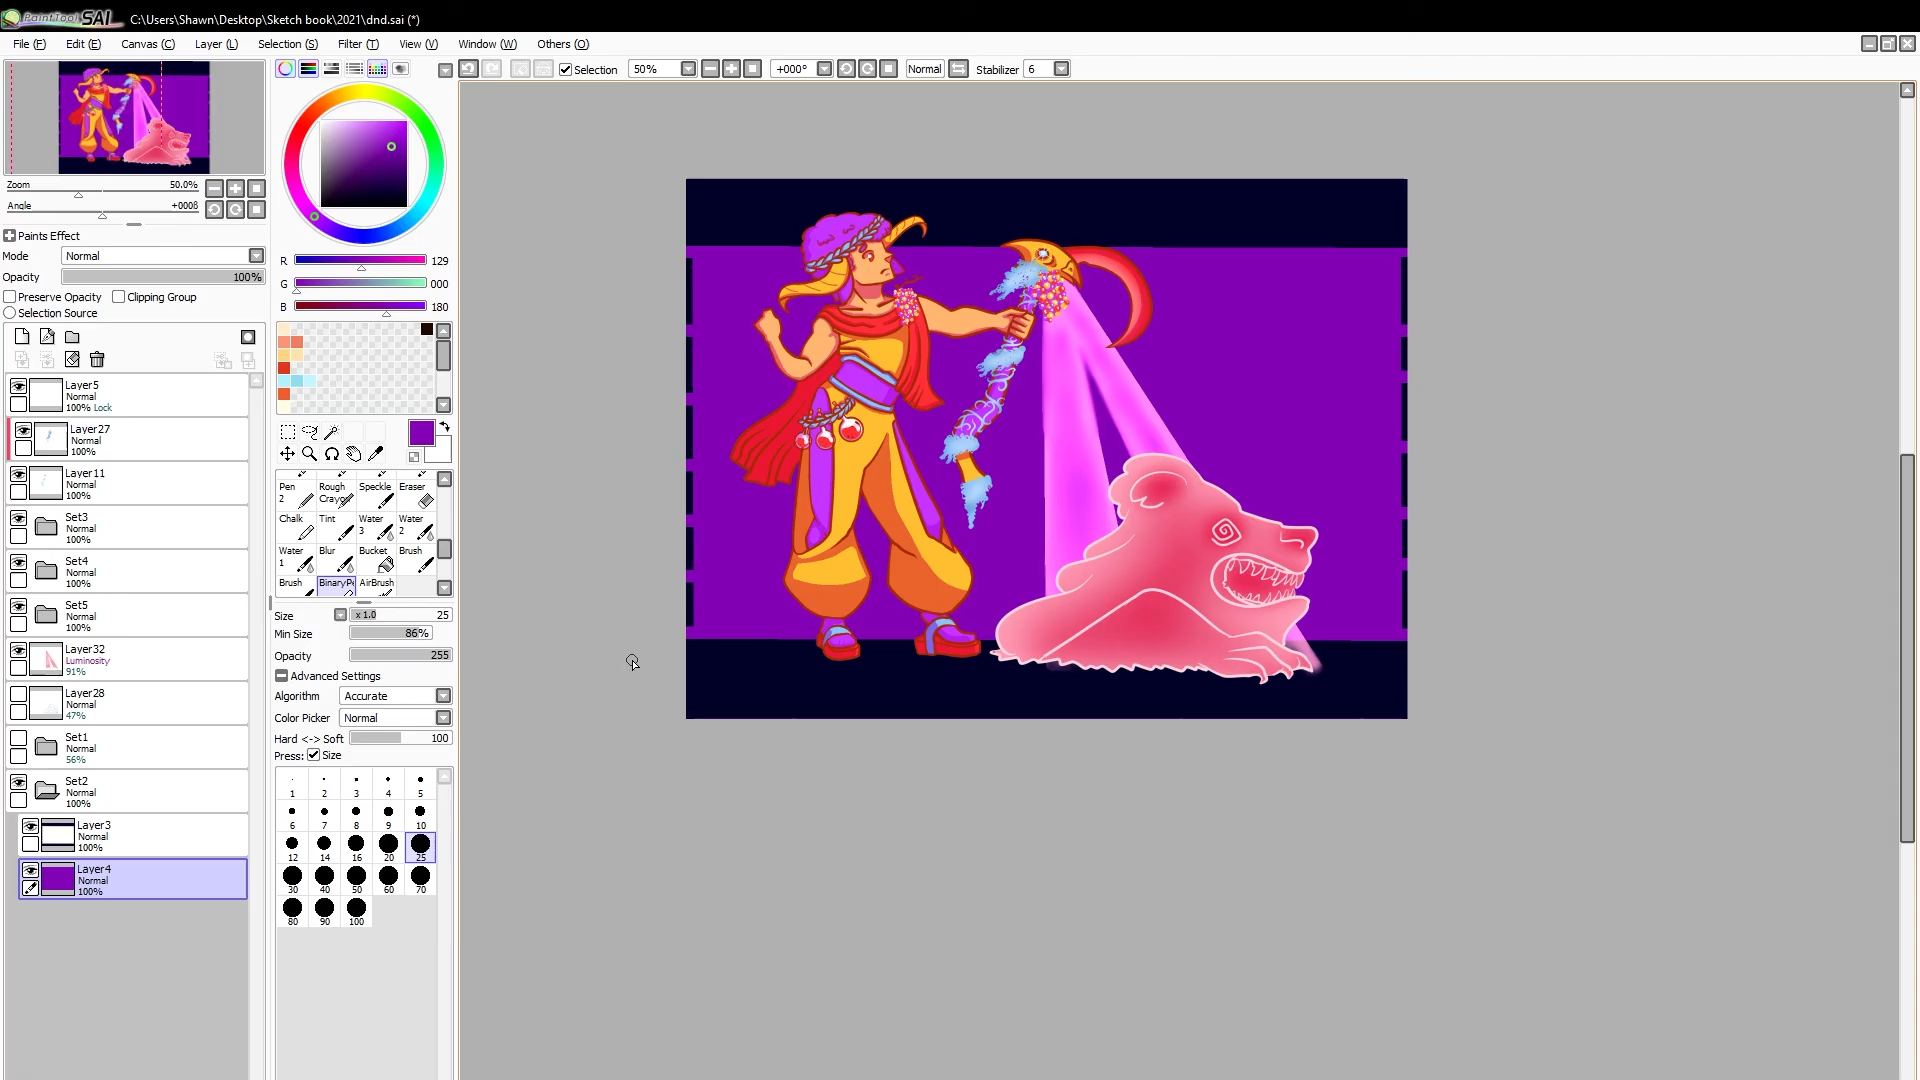 PaintTool SAI C:\Users\Shawn\Desktop\Sketch book\2021\dnd.sai (*)
File (F) Edit (E) Canvas (C) Layer (L) Selection (S) Filter (T) View (V) Window (W) Others (O)
Selection 50% +000° Normal Stabilizer 6
Zoom 50.0%
Angle +000ß
Paints Effect
Mode Normal
Opacity 100%
Preserve Opacity Clipping Group
Selection Source
Layer5
Normal
100% Lock
Layer27
Normal
100%
Layer11
Normal
100%
Set3
Normal
100%
Set4
Normal
100%
Set5
Normal
100%
Layer32
Luminosity
91%
Layer28
Normal
47%
Set1
Normal
56%
Set2
Normal
100%
Layer3
Normal
100%
Layer4
Normal
100%
R 129
G 000
B 180
Pen 2 Rough Crayon Speckle Eraser
Chalk Tint Water 3 Water 2
Water 1 Blur Bucket Brush
Brush BinaryPe AirBrush
Size x 1.0 25
Min Size 86%
Opacity 255
Advanced Settings
Algorithm Accurate
Color Picker Normal
Hard <-> Soft 100
Press: Size
1 2 3 4 5
6 7 8 9 10
12 14 16 20 25
30 40 50 60 70
80 90 100